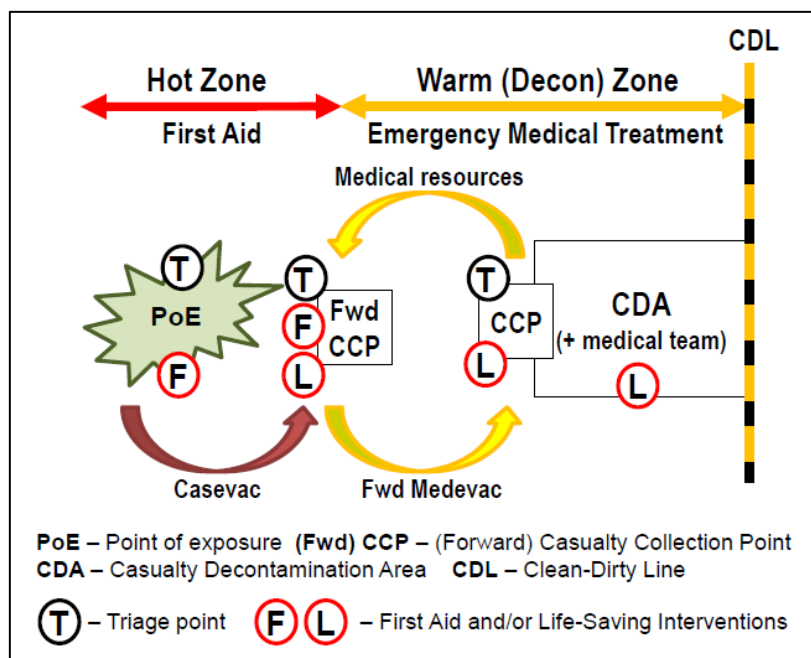 CDL
Hot Zone
Warm (Decon) Zone
First Aid
Emergency Medical Treatment
Medical resources
T
PoE
F
T
F
L
Fwd
CCP
T
L
CCP
CDA
(+ medical team)
L
Casevac
Fwd Medevac
PoE – Point of exposure (Fwd) CCP – (Forward) Casualty Collection Point
CDA – Casualty Decontamination Area CDL – Clean-Dirty Line
T – Triage point F L – First Aid and/or Life-Saving Interventions